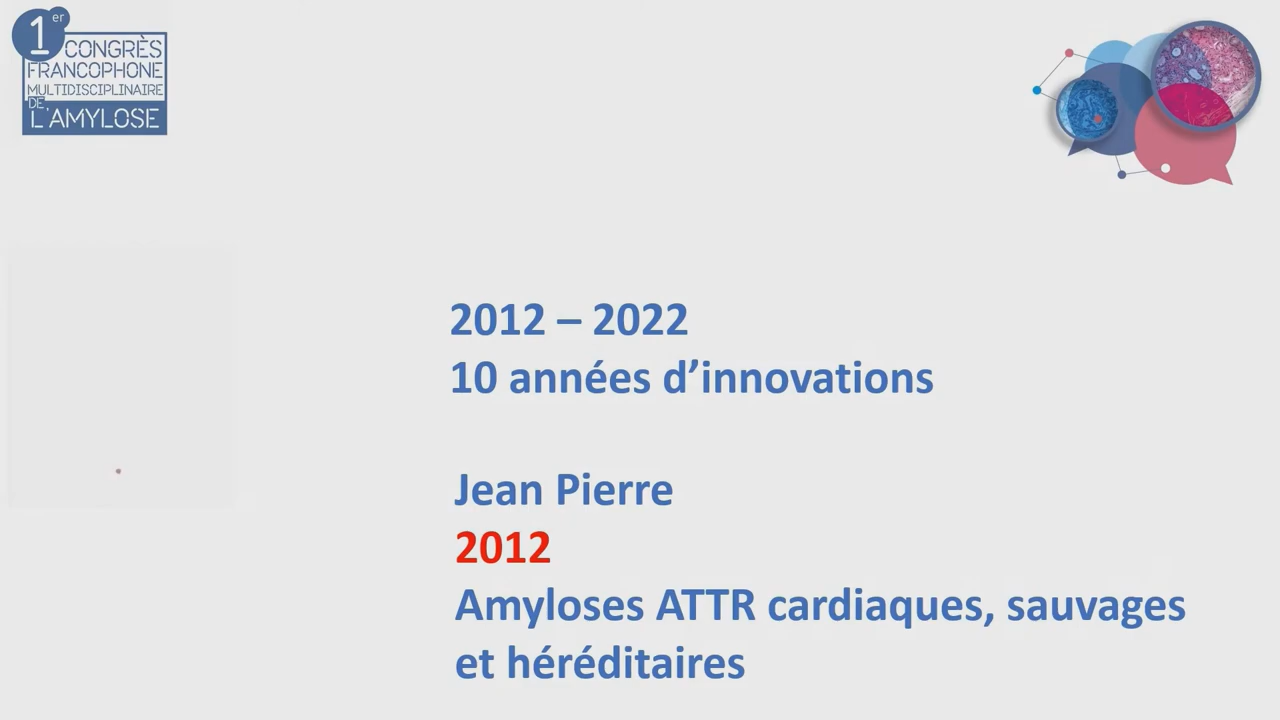 1er
CONGRÈS
FRANCOPHONE
MULTIDISCIPLINAIRE
DE
L'AMYLOSE
2012 – 2022
10 années d’innovations
Jean Pierre
2012
Amyloses ATTR cardiaques, sauvages
et héréditaires